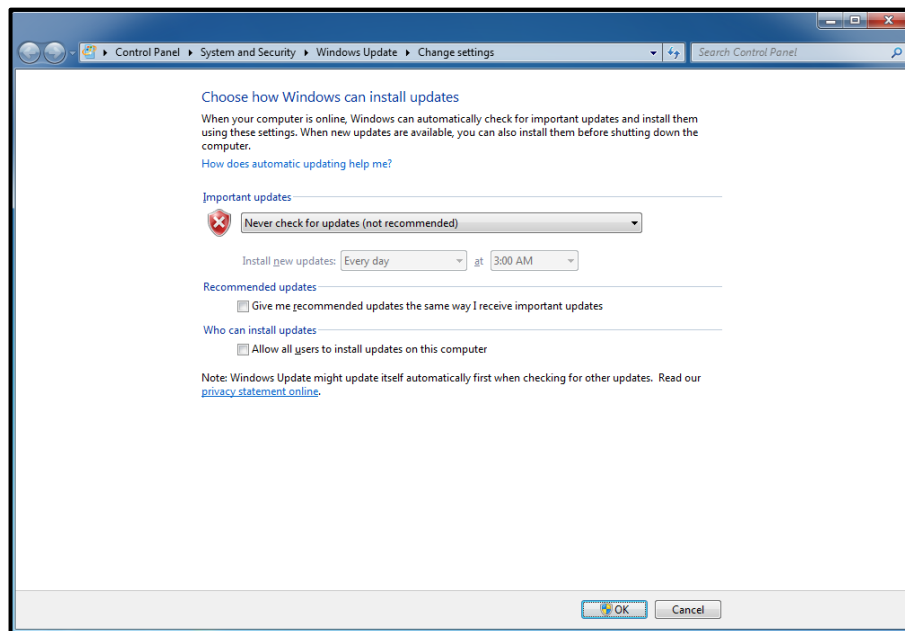 Control Panel ▸ System and Security ▸ Windows Update ▸ Change settings
Search Control Panel
Choose how Windows can install updates
When your computer is online, Windows can automatically check for important updates and install them
using these settings. When new updates are available, you can also install them before shutting down the
computer.
How does automatic updating help me?
Important updates
Never check for updates (not recommended)
Install new updates: Every day at 3:00 AM
Recommended updates
Give me recommended updates the same way I receive important updates
Who can install updates
Allow all users to install updates on this computer
Note: Windows Update might update itself automatically first when checking for other updates. Read our
privacy statement online.
OK Cancel